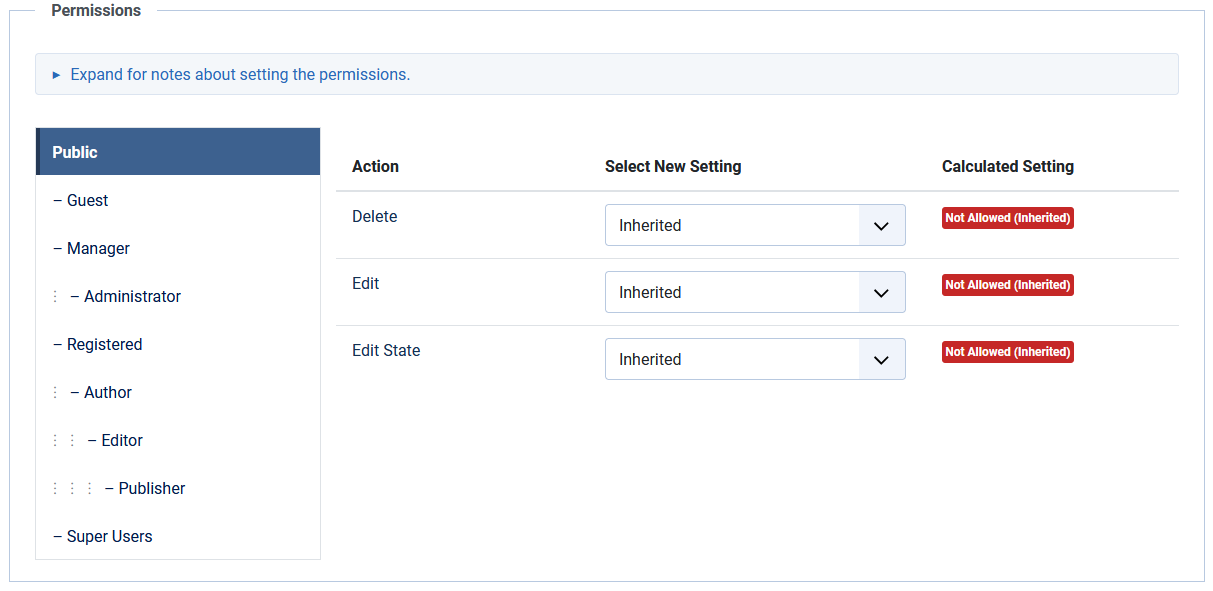 Permissions
► Expand for notes about setting the permissions.
Public
– Guest
– Manager
⋮ – Administrator
– Registered
⋮ – Author
⋮ ⋮ – Editor
⋮ ⋮ ⋮ – Publisher
– Super Users
Action Select New Setting Calculated Setting
Delete Inherited Not Allowed (Inherited)
Edit Inherited Not Allowed (Inherited)
Edit State Inherited Not Allowed (Inherited)